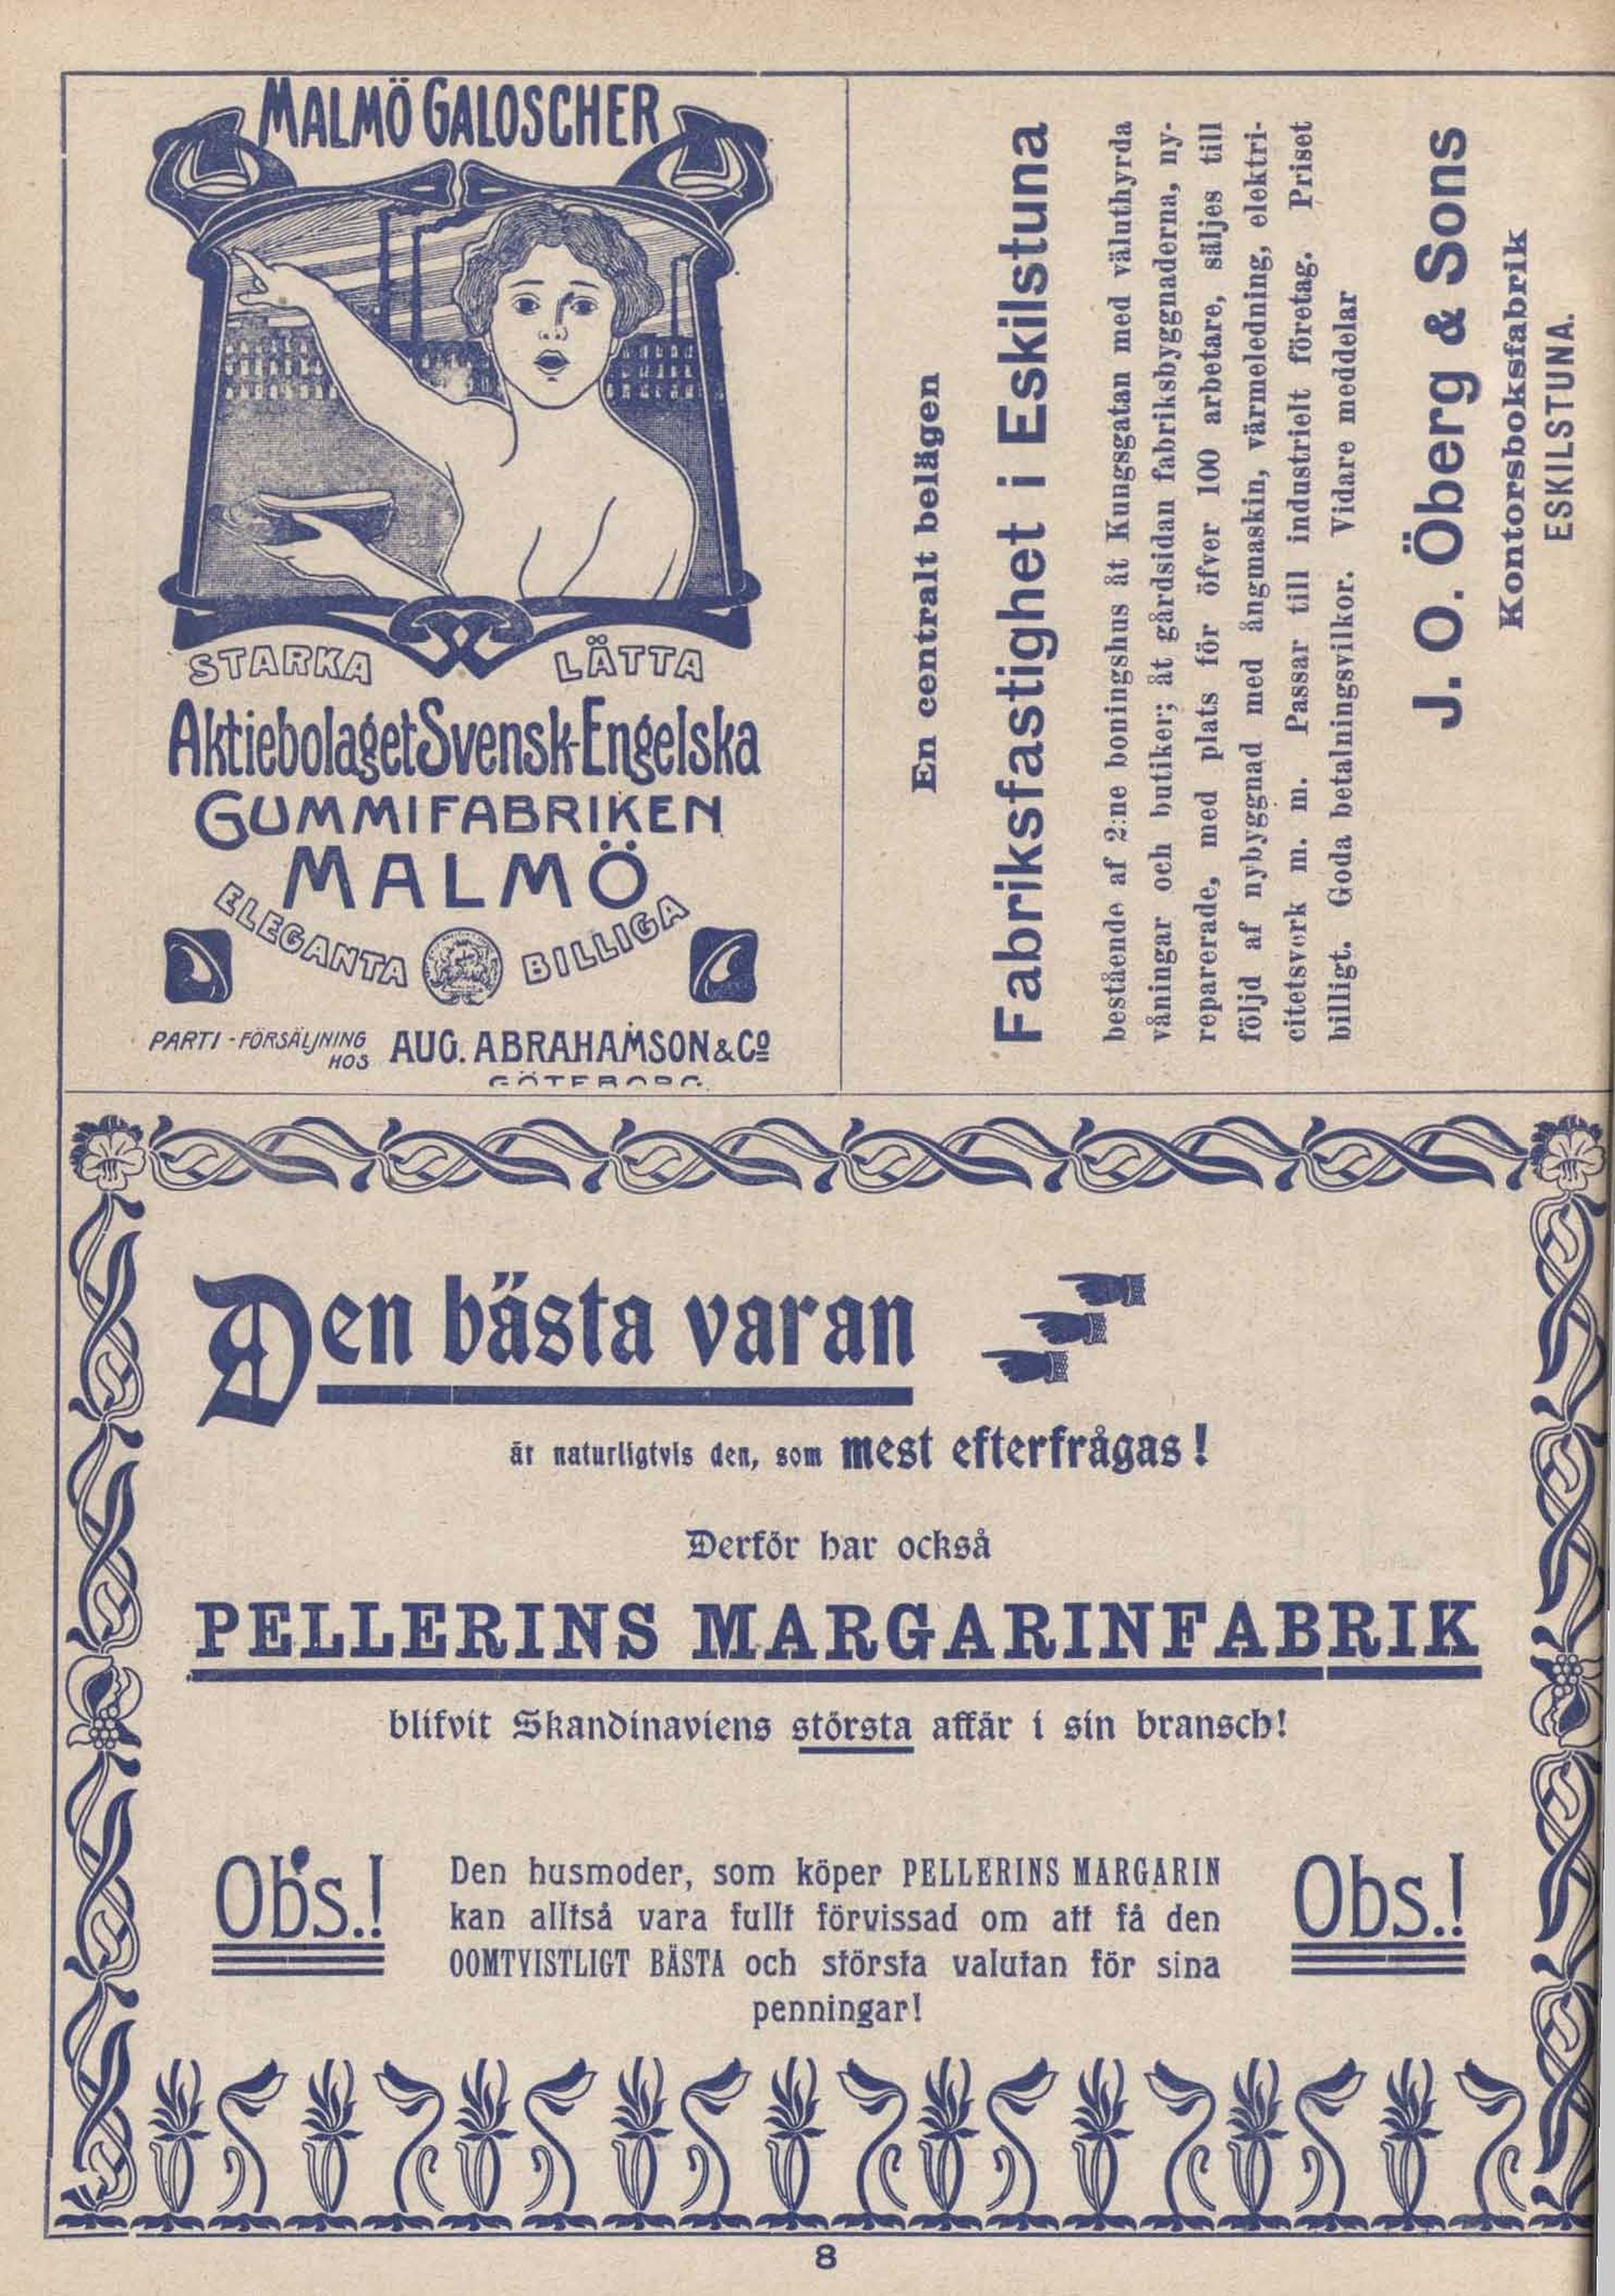 MALMÖ GALOSCHER
STARKA LÄTTA
Aktiebolaget Svensk-Engelska
GUMMIFABRIKEN
MALMÖ
ELEGANTA BILLIGA
PARTI-FÖRSÄLJNING HOS AUG. ABRAHAMSON & Co
GÖTEBORG.
En centralt belägen
Fabriksfastighet i Eskilstuna
bestående af 2:ne boningshus åt Kungsgatan med väluthyrda
våningar och butiker; åt gårdsidan fabriksbyggnaderna, ny-
reparerade, med plats för öfver 100 arbetare, säljes till
följd af nybyggnad med ångmaskin, värmeledning, elektri-
citetsverk m. m. Passar till industrielt företag. Priset
billigt. Goda betalningsvilkor. Vidare meddelar
J. O. Öberg & Sons
Kontorsboksfabrik
ESKILSTUNA.
Den bästa varan
är naturligtvis den, som mest efterfrågas!
Derför har också
PELLERINS MARGARINFABRIK
blifvit Skandinaviens största affär i sin bransch!
Obs.! Obs.!
Den husmoder, som köper PELLERINS MARGARIN
kan alltså vara fullt förvissad om att få den
OOMTVISTLIGT BÄSTA och största valutan för sina
penningar!
8